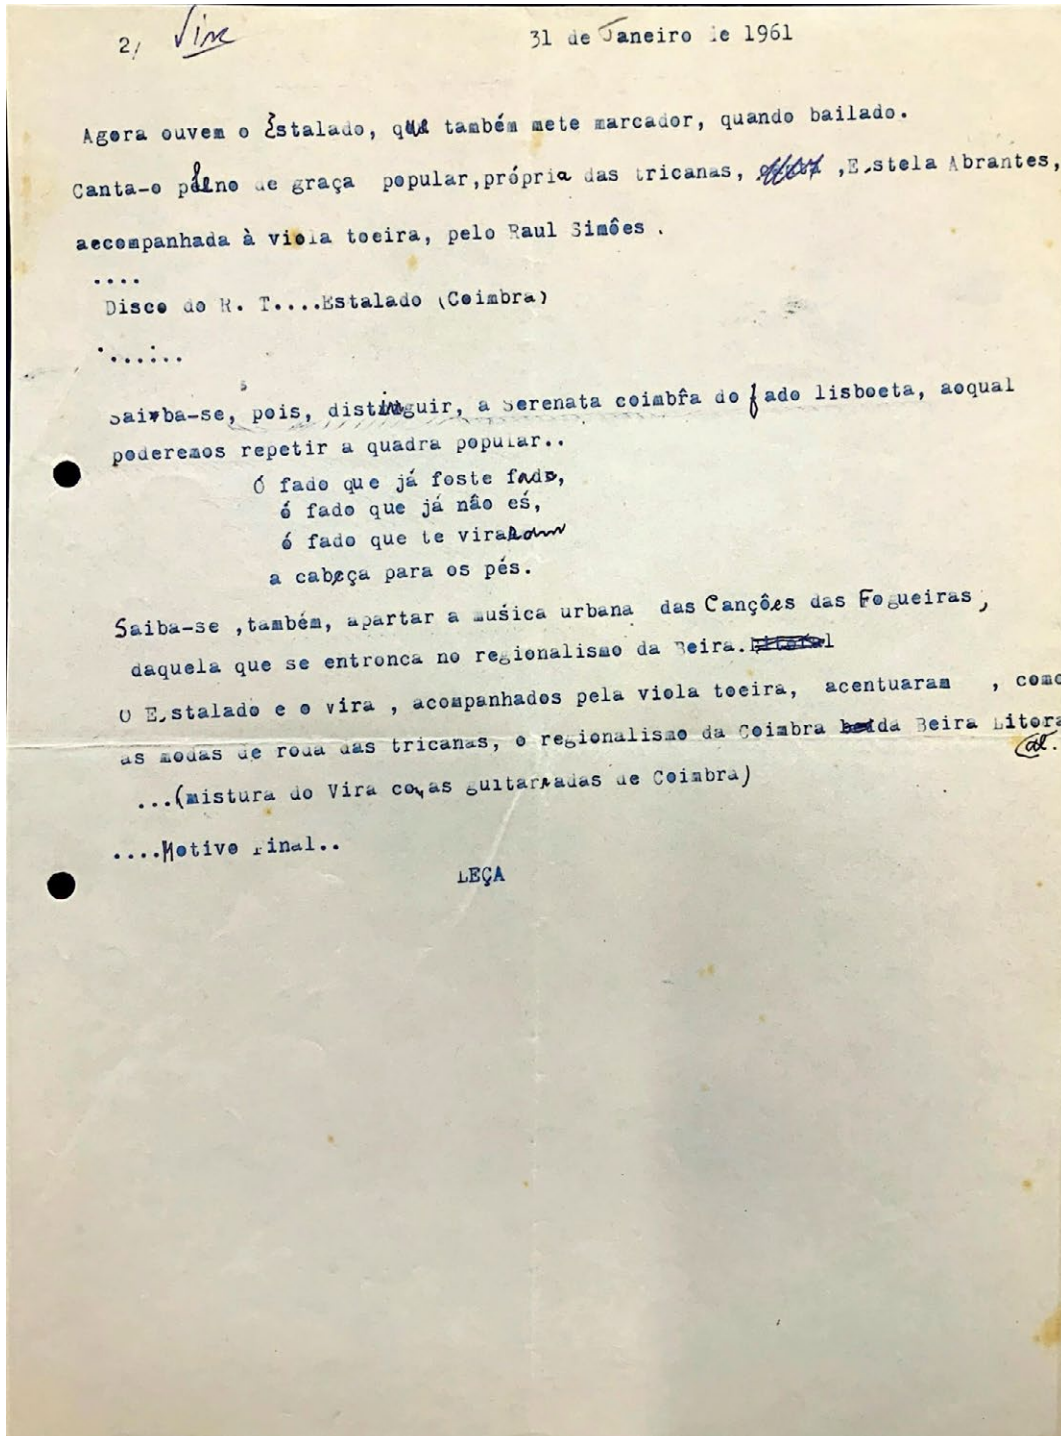 2/ Vira 31 de Janeiro de 1961
Agora ouvem o Estalado, que também mete marcador, quando bailado.
Canta-o pleno de graça popular, própria das tricanas, , Estela Abrantes,
acompanhada à viola toeira, pelo Raul Simôes .
....
Disco do R. T....Estalado (Coimbra)
.......
Saiba-se, pois, distinguir, a Serenata coimbrã do fado lisboeta, aoqual
poderemos repetir a quadra popular..
Ó fado que já foste fado,
ó fado que já nâo és,
ó fado que te viraram
a cabeça para os pés.
Saiba-se ,também, apartar a música urbana das Cançôes das Fogueiras,
daquela que se entronca no regionalismo da Beira. Litoral
O Estalado e o vira , acompanhados pela viola toeira, acentuaram , como
as modas de roda das tricanas, o regionalismo da Coimbra da Beira Litoral.
...(mistura do Vira com as guitarradas de Coimbra)
....Motivo Final..
LEÇA